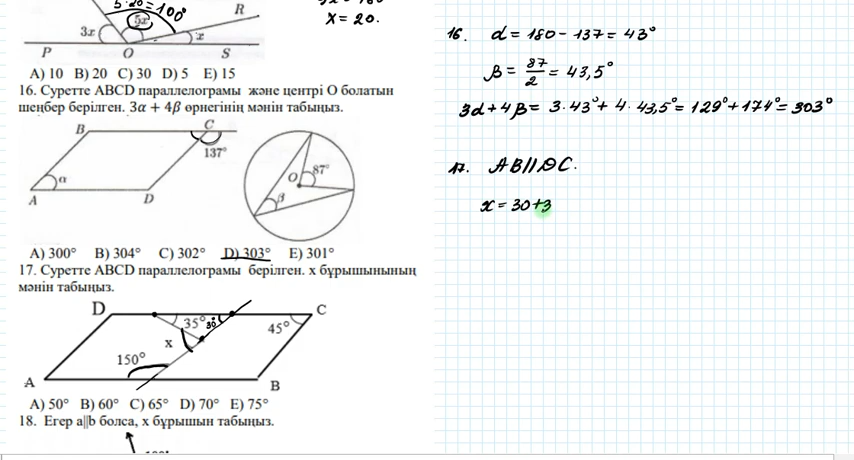 5·20=100°
5x
3x
x
R
P O S
A) 10 B) 20 C) 30 D) 5 E) 15
16. Суретте ABCD параллелограмы және центрі O болатын
шеңбер берілген. 3α + 4β өрнегінің мәнін табыңыз.
B C
137°
α
A D
O 87°
β
A) 300° B) 304° C) 302° D) 303° E) 301°
17. Суретте ABCD параллелограмы берілген. x бұрышынының
мәнін табыңыз.
D C
35° 30° 45°
x
150°
A B
A) 50° B) 60° C) 65° D) 70° E) 75°
18. Егер a||b болса, x бұрышын табыңыз.
x = 20.
16. α = 180 - 137 = 43°
β = 87/2 = 43,5°
3α + 4β = 3·43° + 4·43,5° = 129° + 174° = 303°
17. AB//DC.
x = 30+3